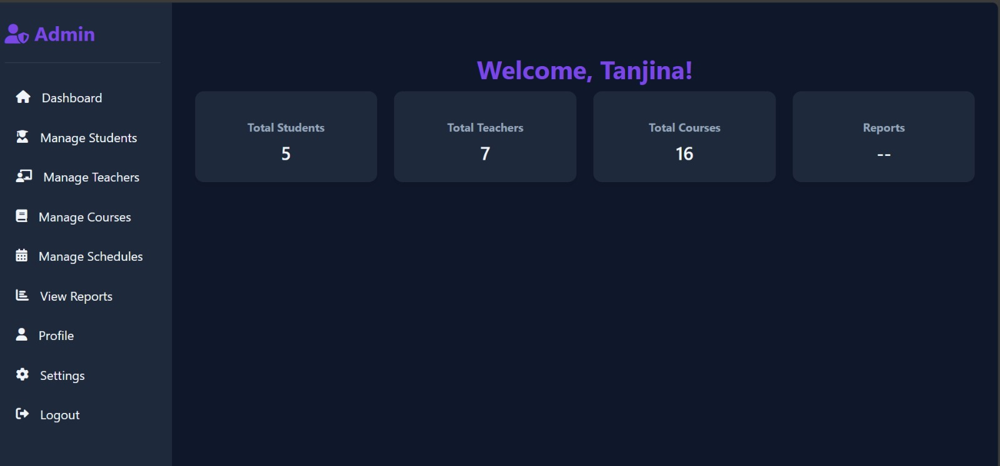 Admin
Dashboard
Manage Students
Manage Teachers
Manage Courses
Manage Schedules
View Reports
Profile
Settings
Logout
Welcome, Tanjina!
Total Students
5
Total Teachers
7
Total Courses
16
Reports
--